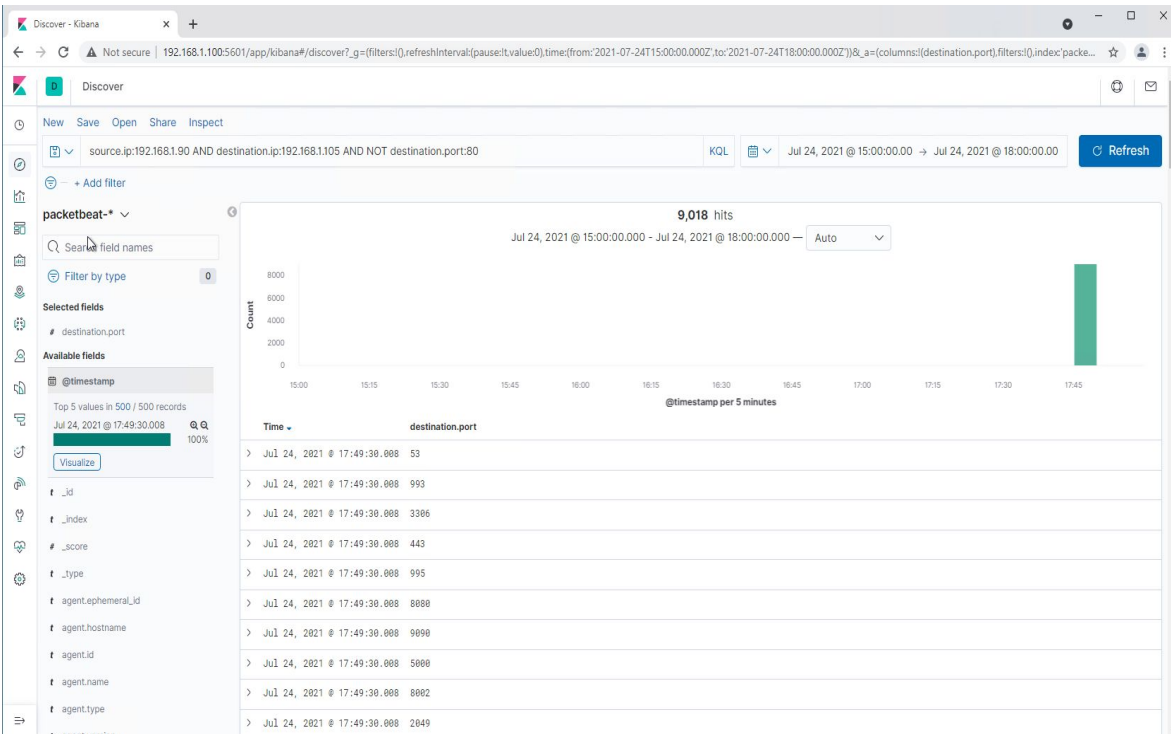 Discover - Kibana
Not secure | 192.168.1.100:5601/app/kibana#/discover?_g=(filters:!(),refreshInterval:(pause:!t,value:0),time:(from:'2021-07-24T15:00:00.000Z',to:'2021-07-24T18:00:00.000Z'))&_a=(columns:!(destination.port),filters:!(),index:'packe...
D Discover
New Save Open Share Inspect
source.ip:192.168.1.90 AND destination.ip:192.168.1.105 AND NOT destination.port:80 KQL Jul 24, 2021 @ 15:00:00.00 → Jul 24, 2021 @ 18:00:00.00 Refresh
+ Add filter
packetbeat-*
Search field names
Filter by type 0
Selected fields
# destination.port
Available fields
@timestamp
Top 5 values in 500 / 500 records
Jul 24, 2021 @ 17:49:30.008
100%
Visualize
t _id
t _index
# _score
t _type
t agent.ephemeral_id
t agent.hostname
t agent.id
t agent.name
t agent.type
9,018 hits
Jul 24, 2021 @ 15:00:00.000 - Jul 24, 2021 @ 18:00:00.000 — Auto
Count
8000
6000
4000
2000
0
15:00 15:15 15:30 15:45 16:00 16:15 16:30 16:45 17:00 17:15 17:30 17:45
@timestamp per 5 minutes
Time destination.port
> Jul 24, 2021 @ 17:49:30.008 53
> Jul 24, 2021 @ 17:49:30.008 993
> Jul 24, 2021 @ 17:49:30.008 3306
> Jul 24, 2021 @ 17:49:30.008 443
> Jul 24, 2021 @ 17:49:30.008 995
> Jul 24, 2021 @ 17:49:30.008 8080
> Jul 24, 2021 @ 17:49:30.008 9090
> Jul 24, 2021 @ 17:49:30.008 5000
> Jul 24, 2021 @ 17:49:30.008 8002
> Jul 24, 2021 @ 17:49:30.008 2049